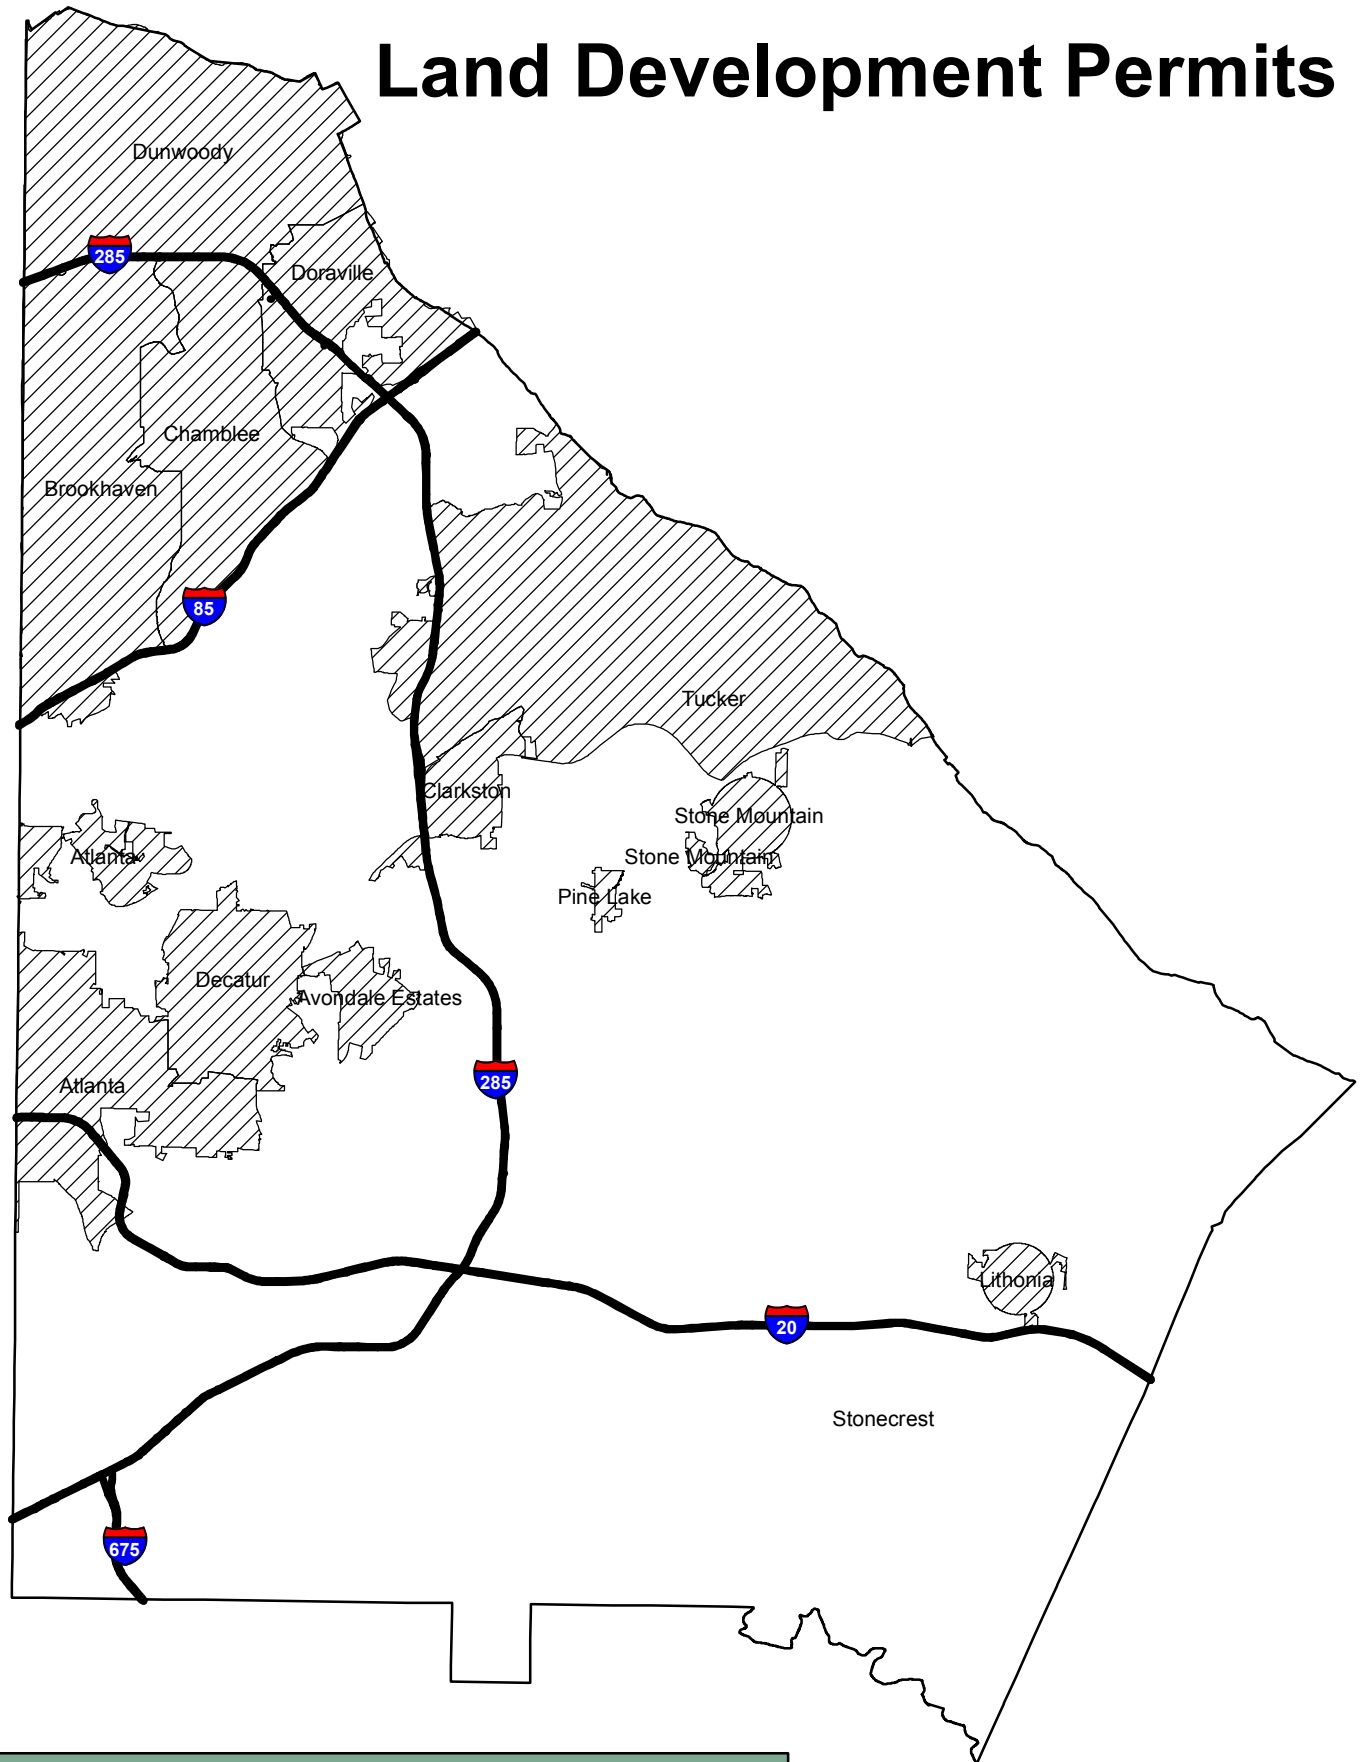 Land Development Permits
Dunwoody
285
Doraville
Chamblee
Brookhaven
85
Tucker
Clarkston
Stone Mountain
Atlanta
Stone Mountain
Pine Lake
Decatur
Avondale Estates
285
Atlanta
Lithonia
20
Stonecrest
675